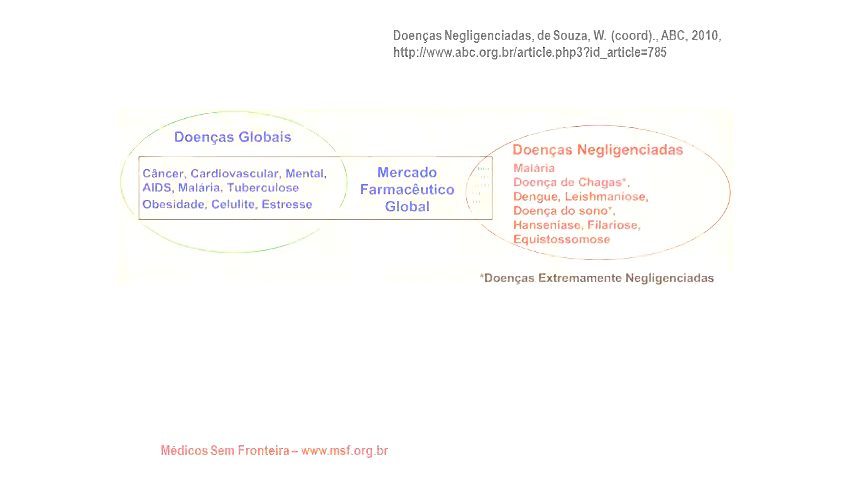 Doenças Negligenciadas, de Souza, W. (coord)., ABC, 2010,
http://www.abc.org.br/article.php3?id_article=785
Doenças Globais
Câncer, Cardiovascular, Mental,
AIDS, Malária, Tuberculose
Obesidade, Celulite, Estresse
Mercado
Farmacêutico
Global
Doenças Negligenciadas
Malária
Doença de Chagas*,
Dengue, Leishmaniose,
Doença do sono*,
Hanseníase, Filariose,
Equistossomose
*Doenças Extremamente Negligenciadas
Médicos Sem Fronteira – www.msf.org.br